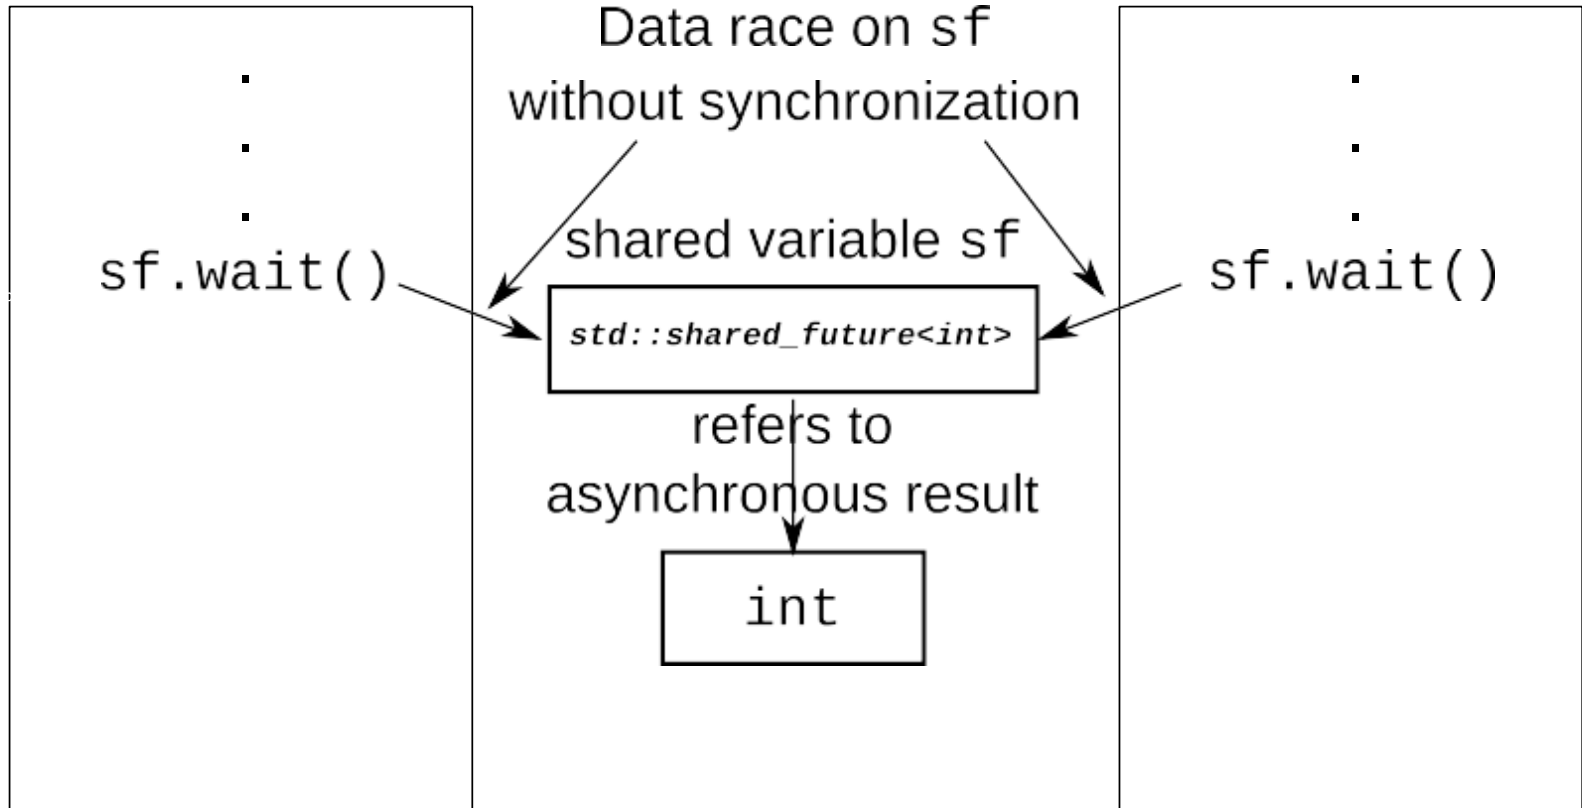 Data race on sf
without synchronization
.
.
.
sf.wait()
shared variable sf
std::shared_future<int>
refers to
asynchronous result
int
.
.
.
sf.wait()